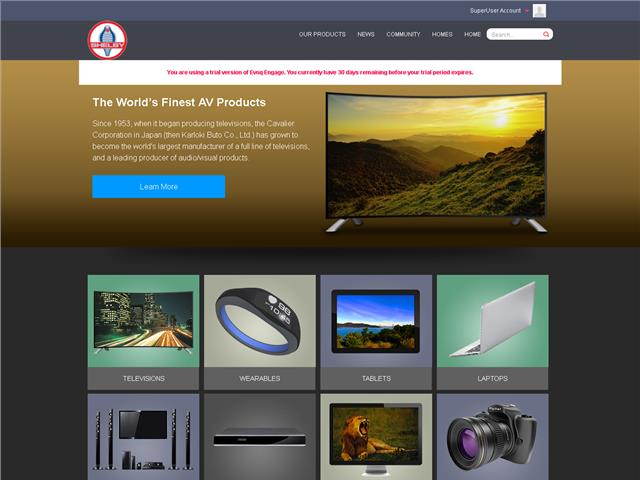 SuperUser Account
SHELBY
OUR PRODUCTS NEWS COMMUNITY HOMES HOME Search...
You are using a trial version of Evoq Engage. You currently have 30 days remaining before your trial period expires.
The World's Finest AV Products
Since 1953, when it began producing televisions, the Cavalier
Corporation in Japan (then Karloki Buto Co., Ltd.) has grown to
become the world's largest manufacturer of a full line of televisions,
and a leading producer of audio/visual products.
Learn More
TELEVISIONS WEARABLES TABLETS LAPTOPS